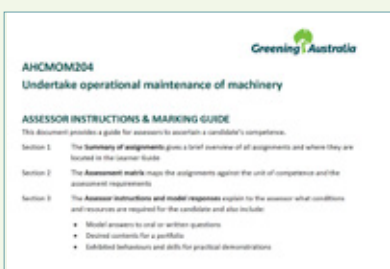 Greening Australia
AHCMOM204
Undertake operational maintenance of machinery
ASSESSOR INSTRUCTIONS & MARKING GUIDE
This document provides a guide for assessors to ascertain a candidate's competence.
Section 1 The Summary of assignments gives a brief overview of all assignments and where they are
located in the Learner Guide
Section 2 The Assessment matrix maps the assignments against the unit of competence and the
assessment requirements
Section 3 The Assessor instructions and model responses explain to the assessor what conditions
and resources are required for the candidate and also include:
• Model answers to oral or written questions
• Desired contents for a portfolio
• Exhibited behaviours and skills for practical demonstrations